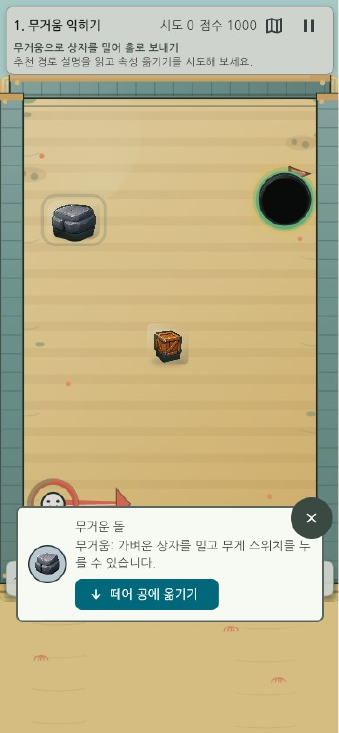 1. 무거움 익히기
시도 0 점수 1000
무거움으로 상자를 밀어 홀로 보내기
추천 경로 설명을 읽고 속성 옮기기를 시도해 보세요.
무거운 돌
무거움: 가벼운 상자를 밀고 무게 스위치를 누
를 수 있습니다.
떼어 공에 옮기기